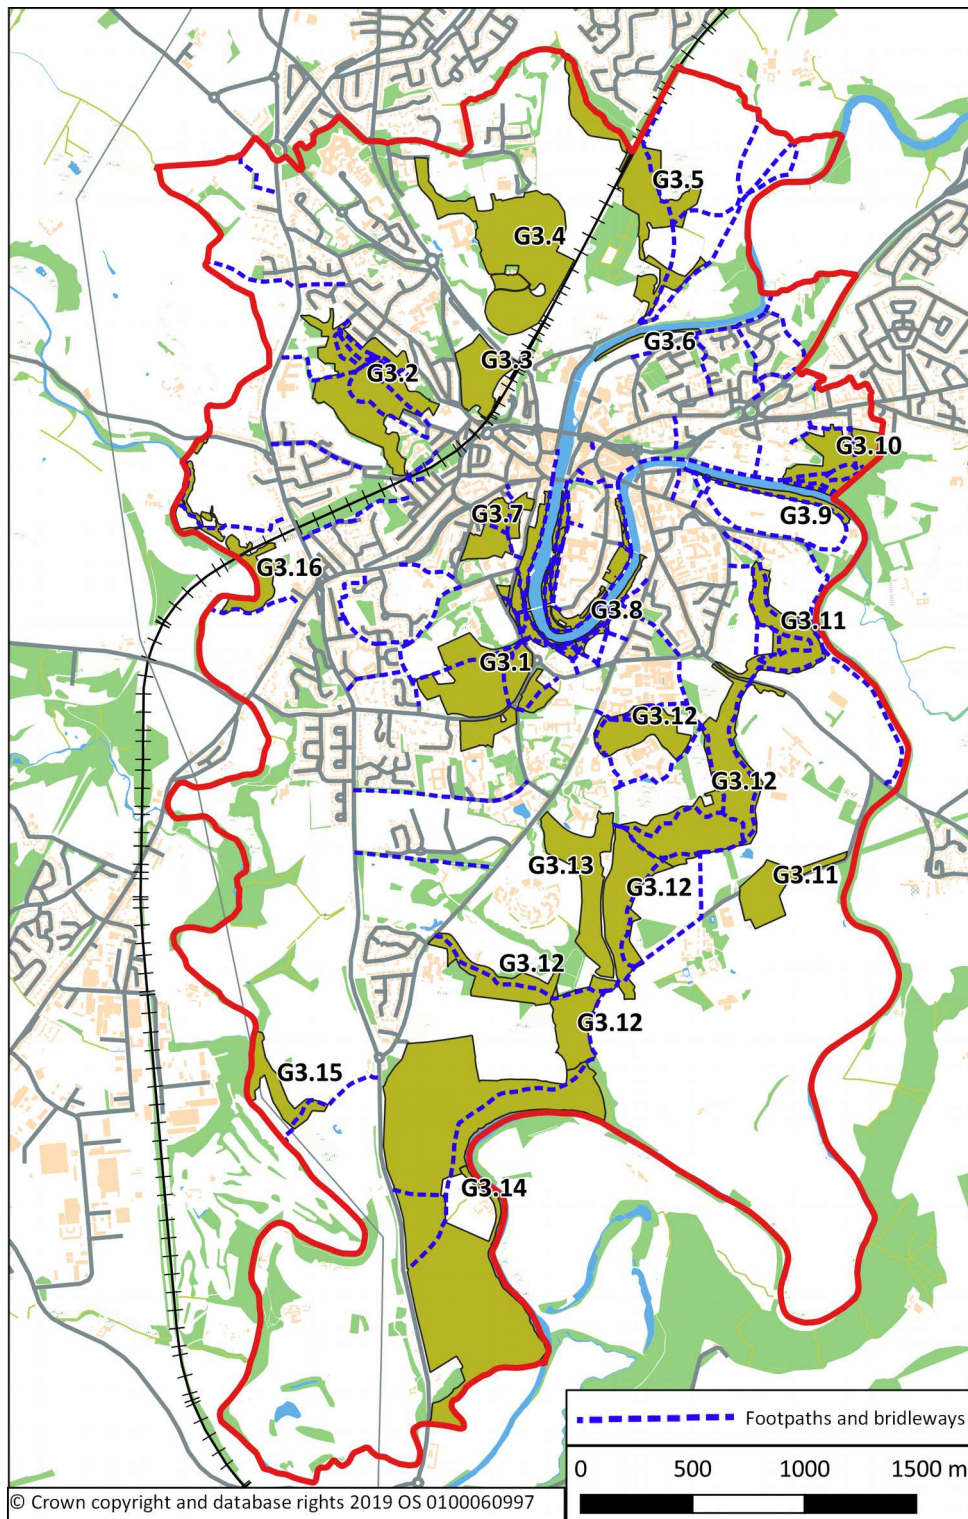 G3.5
G3.4
G3.6
G3.3
G3.2
G3.10
G3.7
G3.9
G3.16
G3.8
G3.11
G3.1
G3.12
G3.12
G3.13
G3.12
G3.11
G3.12
G3.12
G3.15
G3.14
Footpaths and bridleways
0 500 1000 1500 m
© Crown copyright and database rights 2019 OS 0100060997